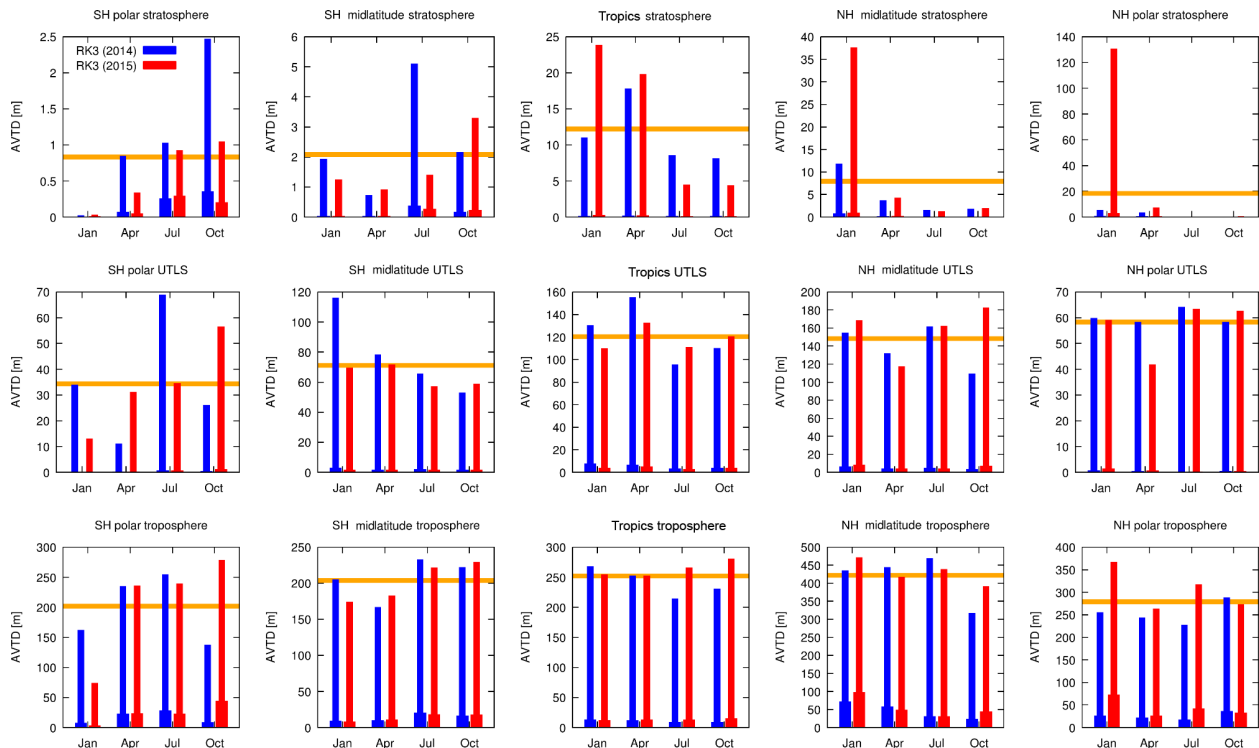 SH polar stratosphere
AVTD [m]
2.5
2
1.5
1
0.5
0
RK3 (2014)
RK3 (2015)
Jan Apr Jul Oct
SH midlatitude stratosphere
AVTD [m]
6
5
4
3
2
1
0
Jan Apr Jul Oct
Tropics stratosphere
AVTD [m]
25
20
15
10
5
0
Jan Apr Jul Oct
NH midlatitude stratosphere
AVTD [m]
40
35
30
25
20
15
10
5
0
Jan Apr Jul Oct
NH polar stratosphere
AVTD [m]
140
120
100
80
60
40
20
0
Jan Apr Jul Oct
SH polar UTLS
AVTD [m]
70
60
50
40
30
20
10
0
Jan Apr Jul Oct
SH midlatitude UTLS
AVTD [m]
120
100
80
60
40
20
0
Jan Apr Jul Oct
Tropics UTLS
AVTD [m]
160
140
120
100
80
60
40
20
0
Jan Apr Jul Oct
NH midlatitude UTLS
AVTD [m]
200
180
160
140
120
100
80
60
40
20
0
Jan Apr Jul Oct
NH polar UTLS
AVTD [m]
70
60
50
40
30
20
10
0
Jan Apr Jul Oct
SH polar troposphere
AVTD [m]
300
250
200
150
100
50
0
Jan Apr Jul Oct
SH midlatitude troposphere
AVTD [m]
250
200
150
100
50
0
Jan Apr Jul Oct
Tropics troposphere
AVTD [m]
300
250
200
150
100
50
0
Jan Apr Jul Oct
NH midlatitude troposphere
AVTD [m]
500
450
400
350
300
250
200
150
100
50
0
Jan Apr Jul Oct
NH polar troposphere
AVTD [m]
400
350
300
250
200
150
100
50
0
Jan Apr Jul Oct